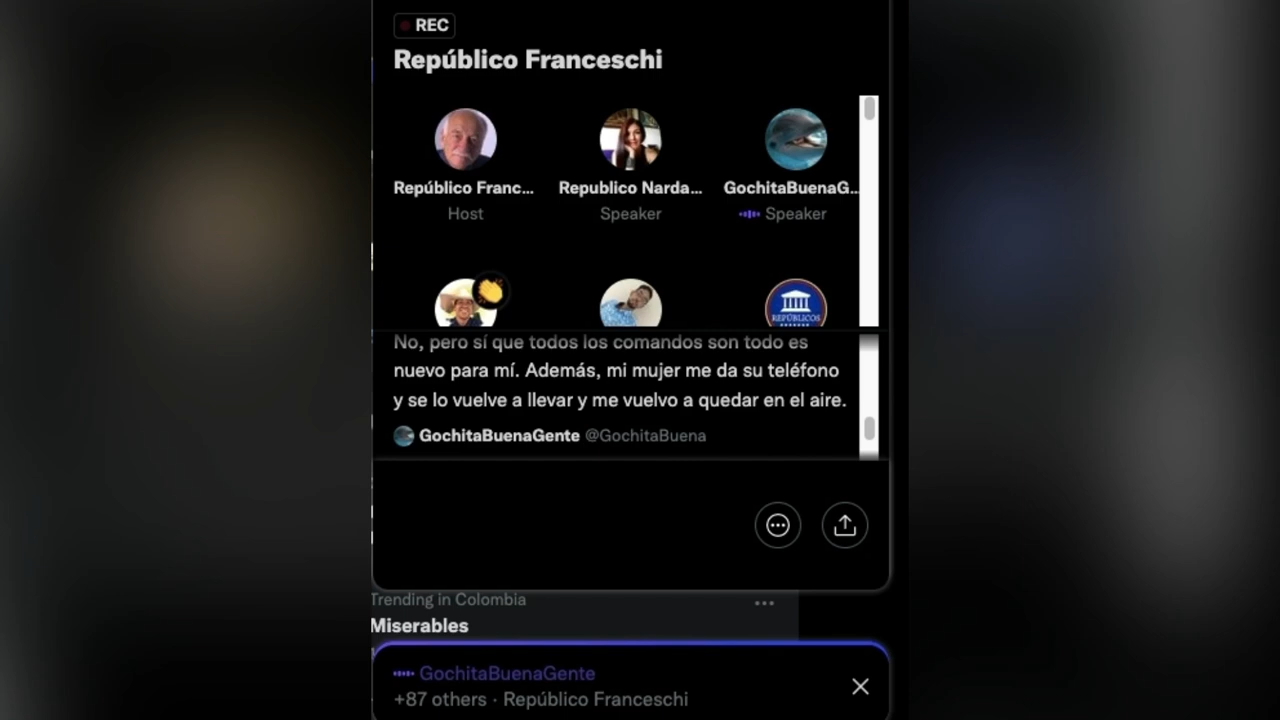 REC
Repúblico Franceschi
Repúblico Franc...
Republico Narda...
GochitaBuenaG...
Host
Speaker
Speaker
REPÚBLICOS
No, pero sí que todos los comandos son todo es
nuevo para mí. Además, mi mujer me da su teléfono
y se lo vuelve a llevar y me vuelvo a quedar en el aire.
GochitaBuenaGente @GochitaBuena
Trending in Colombia
Miserables
GochitaBuenaGente
+87 others · Repúblico Franceschi